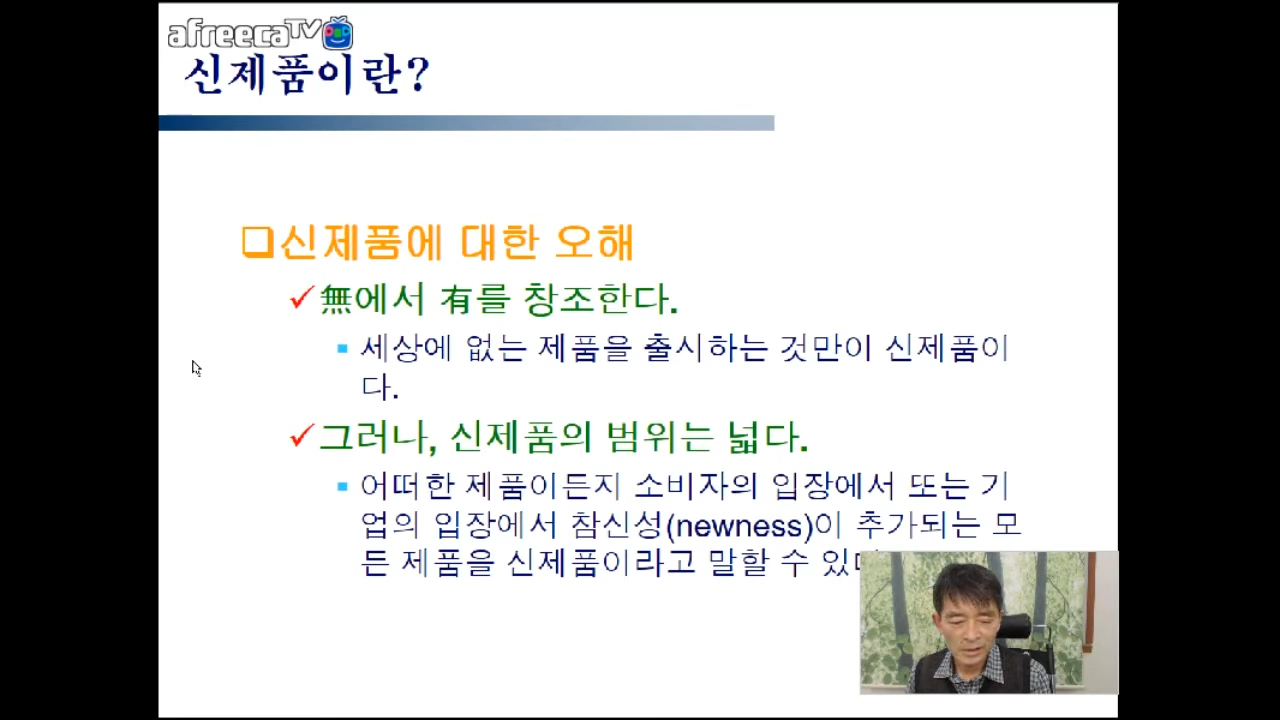 afreecaTV
신제품이란?
신제품에 대한 오해
無에서 有를 창조한다.
세상에 없는 제품을 출시하는 것만이 신제품이
다.
그러나, 신제품의 범위는 넓다.
어떠한 제품이든지 소비자의 입장에서 또는 기
업의 입장에서 참신성(newness)이 추가되는 모
든 제품을 신제품이라고 말할 수